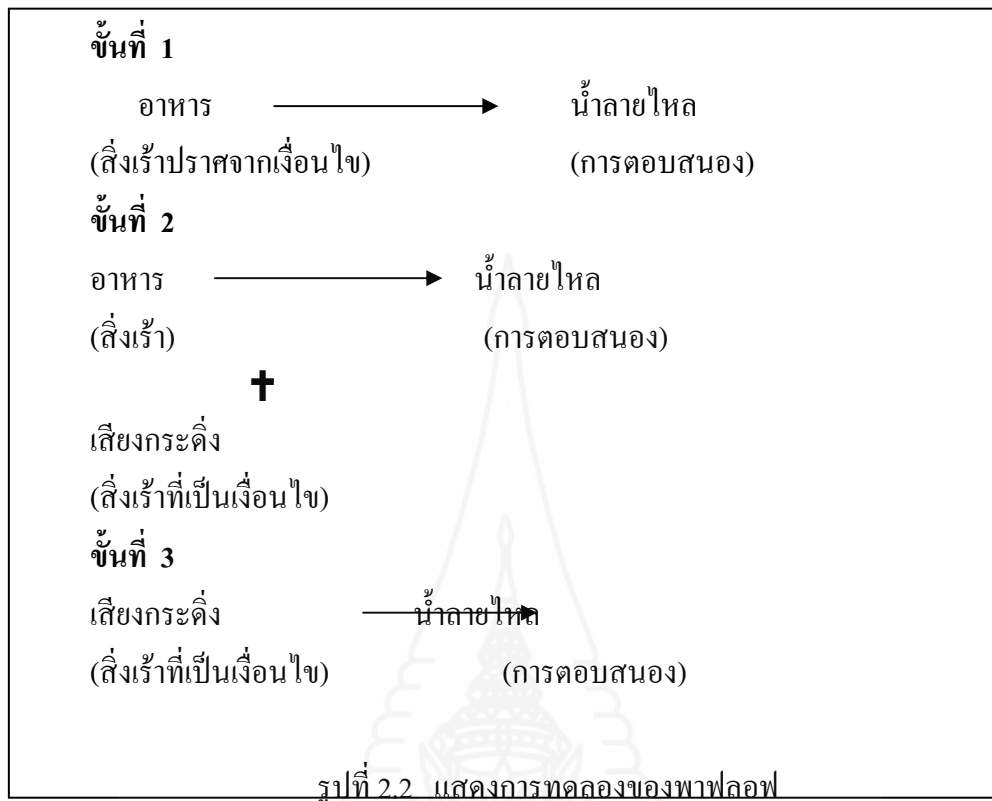 ขั้นที่ 1
อาหาร น้ำลายไหล
(สิ่งเร้าปราศจากเงื่อนไข) (การตอบสนอง)
ขั้นที่ 2
อาหาร น้ำลายไหล
(สิ่งเร้า) (การตอบสนอง)
เสียงกระดิ่ง
(สิ่งเร้าที่เป็นเงื่อนไข)
ขั้นที่ 3
เสียงกระดิ่ง น้ำลายไหล
(สิ่งเร้าที่เป็นเงื่อนไข) (การตอบสนอง)
รูปที่ 2.2 แสดงการทดลองของพาฟลอฟ